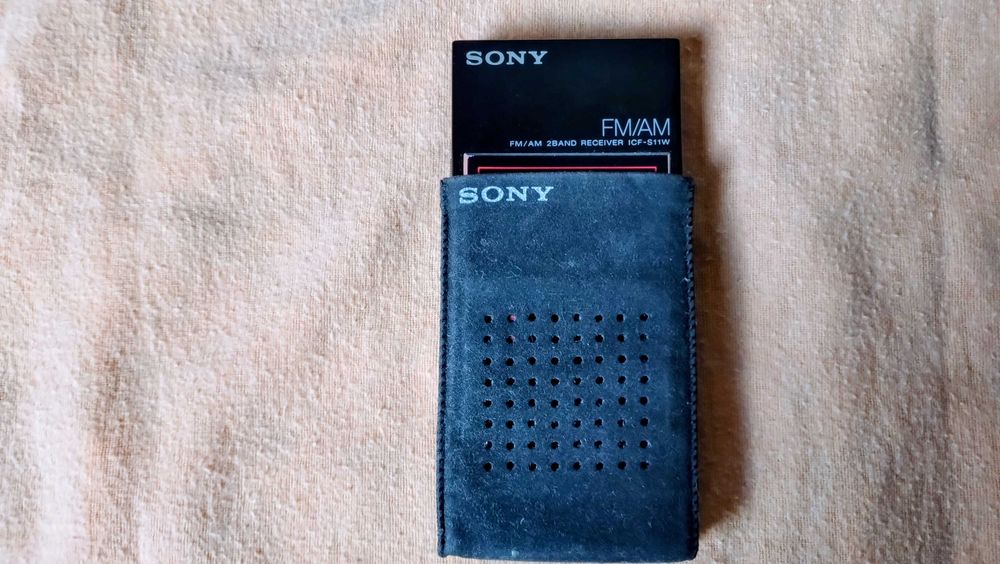 SONY
FM/AM
FM/AM 2BAND RECEIVER ICF-S11W
SONY